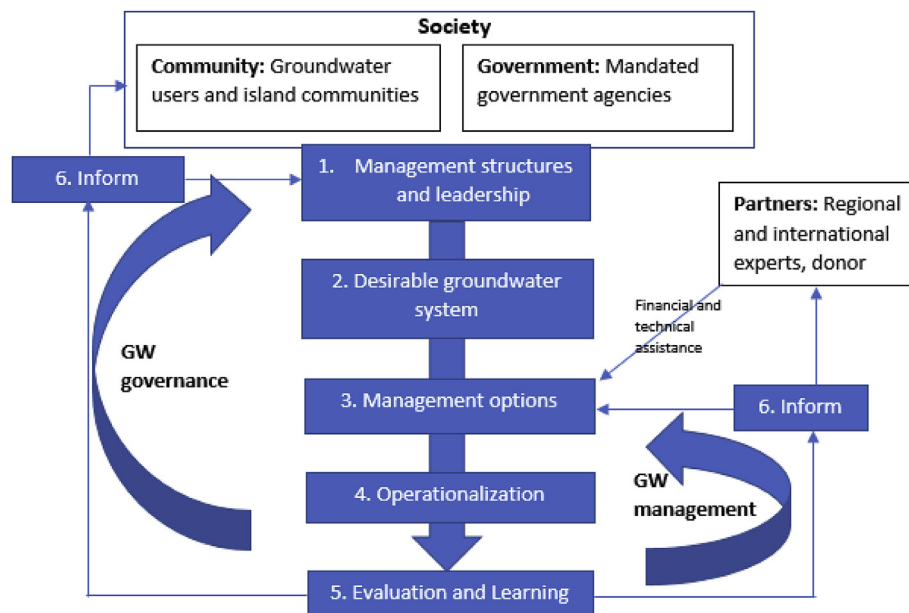 Society
Community: Groundwater
users and island communities
Government: Mandated
government agencies
6. Inform
1. Management structures
and leadership
Partners: Regional
and international
experts, donor
2. Desirable groundwater
system
Financial and
technical
assistance
GW
governance
3. Management options
6. Inform
4. Operationalization
GW
management
5. Evaluation and Learning